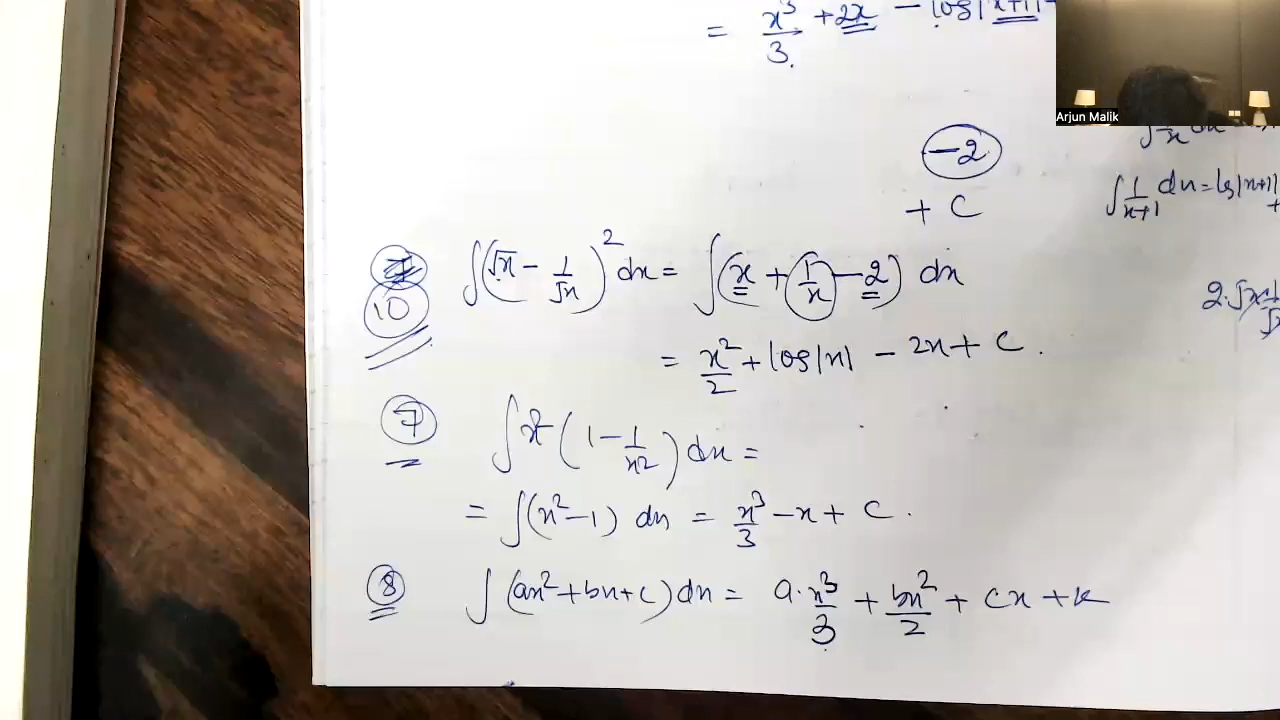 = x³/3 + 2x - log|x+1|
Arjun Malik
-2
+ C
∫ 1/(x+1) dx = log|x+1|
+
10 ∫(√x - 1/√x)² dx = ∫(x + 1/x - 2) dx
2·√x·1/√x
= x²/2 + log|x| - 2x + C.
7 ∫x²(1 - 1/x²) dx =
= ∫(x² - 1) dx = x³/3 - x + C.
8 ∫(ax² + bx + c) dx = a·x³/3 + bx²/2 + cx + k